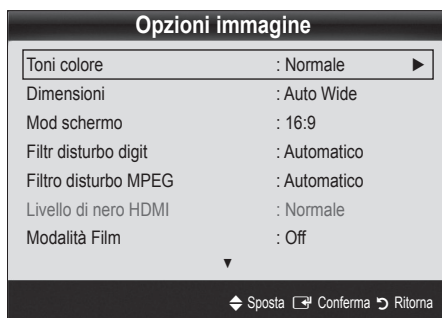 Opzioni immagine
Toni colore : Normale ►
Dimensioni : Auto Wide
Mod schermo : 16:9
Filtr disturbo digit : Automatico
Filtro disturbo MPEG : Automatico
Livello di nero HDMI : Normale
Modalità Film : Off
▼
Sposta Conferma Ritorna